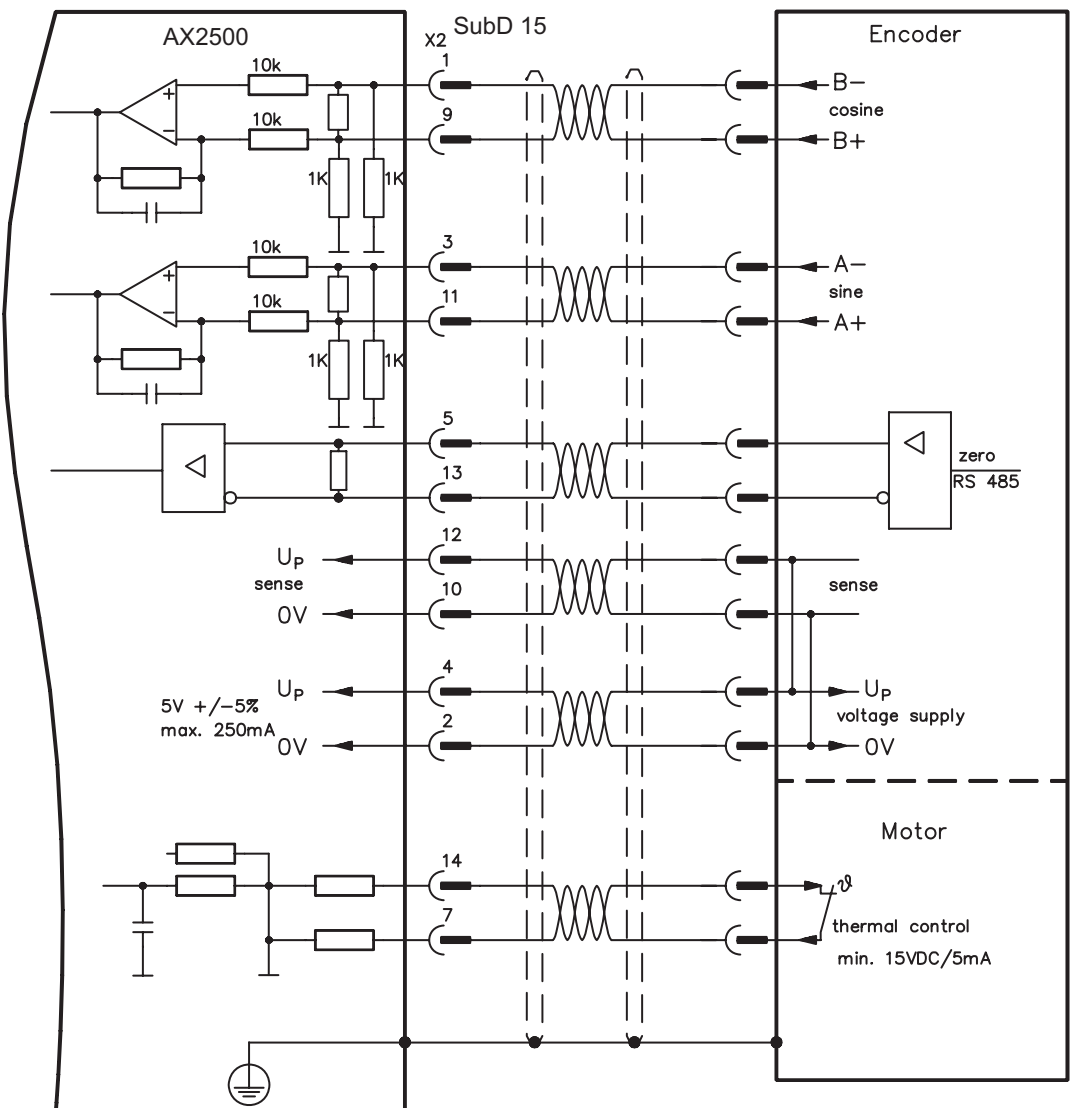 AX2500
SubD 15
X2
Encoder
10k
1
B−
cosine
10k
9
B+
1K
1K
10k
3
A−
sine
10k
11
A+
1K
1K
5
zero
13
RS 485
UP
12
sense
sense
0V
10
5V +/−5%
max. 250mA
UP
4
UP
voltage supply
0V
2
0V
Motor
14
ϑ
7
thermal control
min. 15VDC/5mA